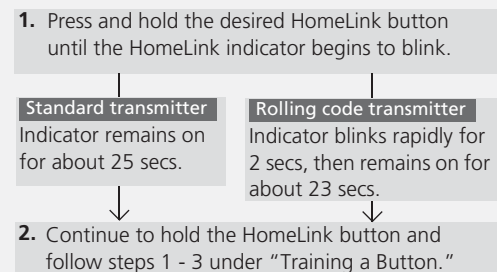 1. Press and hold the desired HomeLink button
until the HomeLink indicator begins to blink.
Standard transmitter
Indicator remains on
for about 25 secs.
Rolling code transmitter
Indicator blinks rapidly for
2 secs, then remains on for
about 23 secs.
2. Continue to hold the HomeLink button and
follow steps 1 - 3 under “Training a Button.”